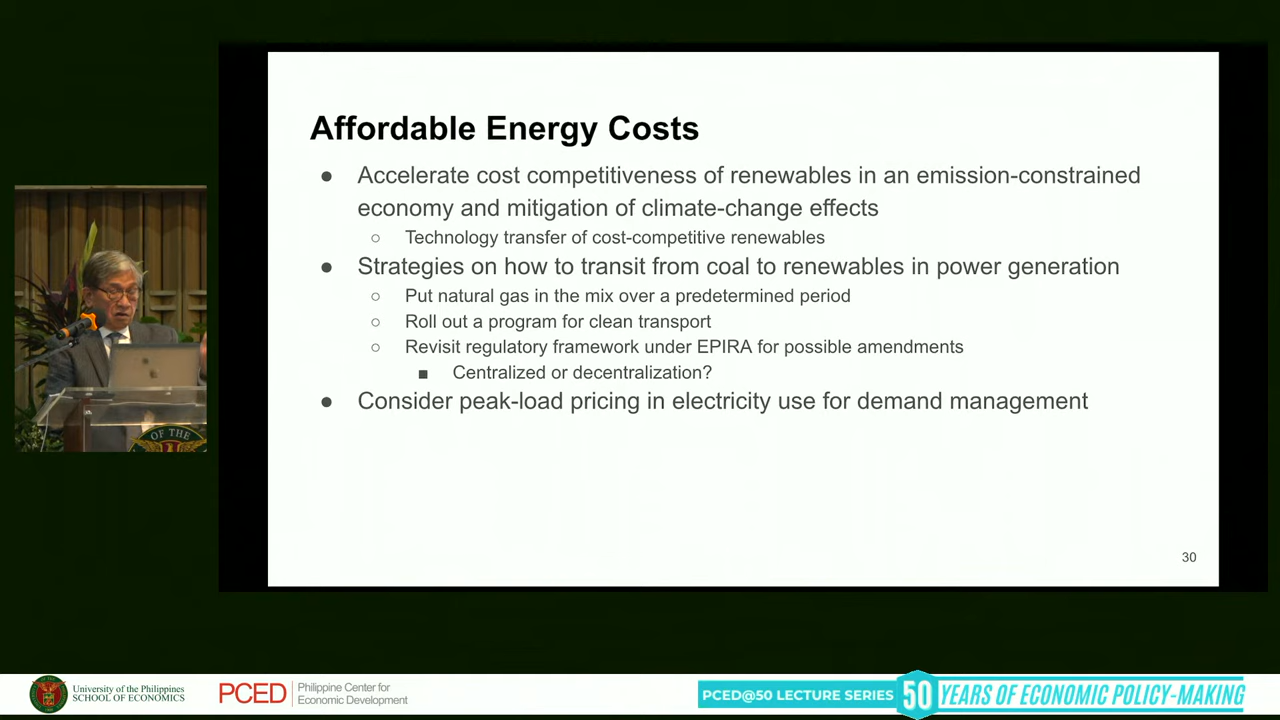 Affordable Energy Costs
● Accelerate cost competitiveness of renewables in an emission-constrained
economy and mitigation of climate-change effects
○ Technology transfer of cost-competitive renewables
● Strategies on how to transit from coal to renewables in power generation
○ Put natural gas in the mix over a predetermined period
○ Roll out a program for clean transport
○ Revisit regulatory framework under EPIRA for possible amendments
■ Centralized or decentralization?
● Consider peak-load pricing in electricity use for demand management
30
OF THE
University of the Philippines
SCHOOL OF ECONOMICS
PCED
Philippine Center for
Economic Development
PCED@50 LECTURE SERIES
50 YEARS OF ECONOMIC POLICY-MAKING